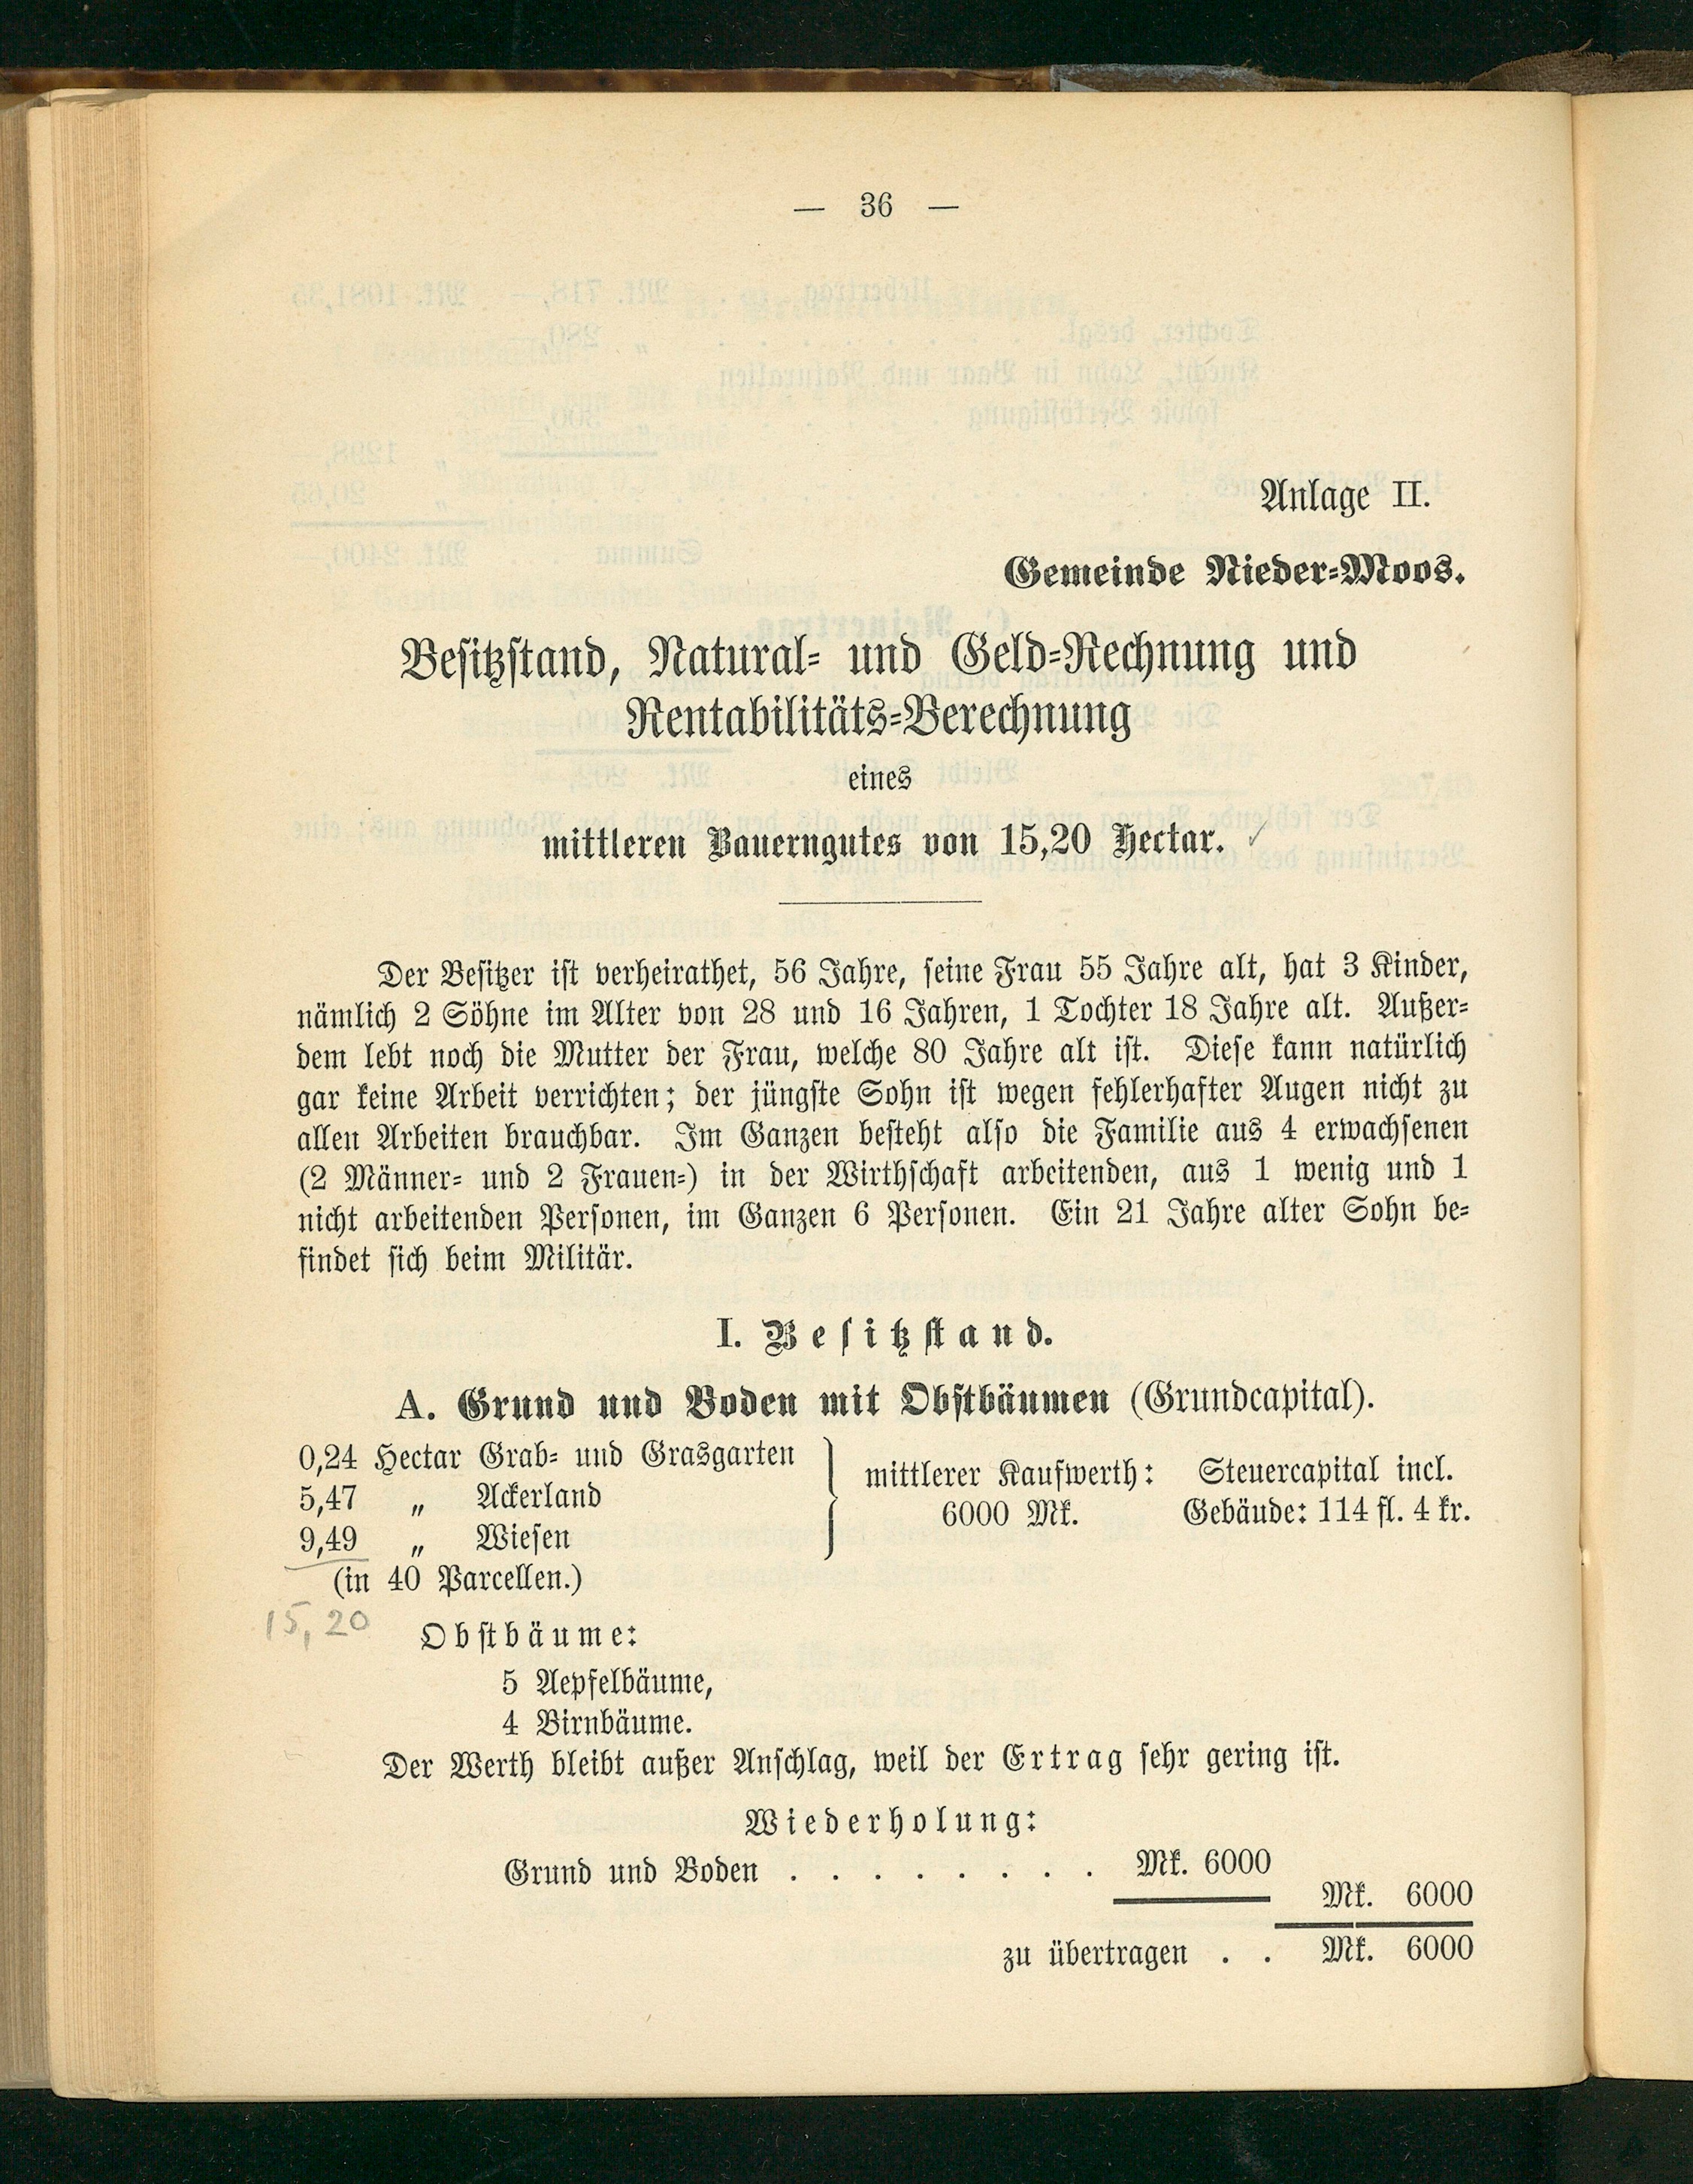 — 36 —
Anlage II.
Gemeinde Nieder-Moos.
Besitzstand, Natural- und Geld-Rechnung und
Rentabilitäts-Berechnung
eines
mittleren Bauerngutes von 15,20 Hectar. ✓
Der Besitzer ist verheirathet, 56 Jahre, seine Frau 55 Jahre alt, hat 3 Kinder,
nämlich 2 Söhne im Alter von 28 und 16 Jahren, 1 Tochter 18 Jahre alt. Außer-
dem lebt noch die Mutter der Frau, welche 80 Jahre alt ist. Diese kann natürlich
gar keine Arbeit verrichten; der jüngste Sohn ist wegen fehlerhafter Augen nicht zu
allen Arbeiten brauchbar. Im Ganzen besteht also die Familie aus 4 erwachsenen
(2 Männer- und 2 Frauen-) in der Wirthschaft arbeitenden, aus 1 wenig und 1
nicht arbeitenden Personen, im Ganzen 6 Personen. Ein 21 Jahre alter Sohn be-
findet sich beim Militär.
I. Besitzstand.
A. Grund und Boden mit Obstbäumen (Grundcapital).
0,24 Hectar Grab- und Grasgarten
5,47 „ Ackerland
9,49 „ Wiesen
(in 40 Parcellen.)
mittlerer Kaufwerth: Steuercapital incl.
6000 Mk. Gebäude: 114 fl. 4 kr.
15,20
Obstbäume:
5 Aepfelbäume,
4 Birnbäume.
Der Werth bleibt außer Anschlag, weil der Ertrag sehr gering ist.
Wiederholung:
Grund und Boden . . . . . . . . Mk. 6000
Mk. 6000
zu übertragen . . Mk. 6000